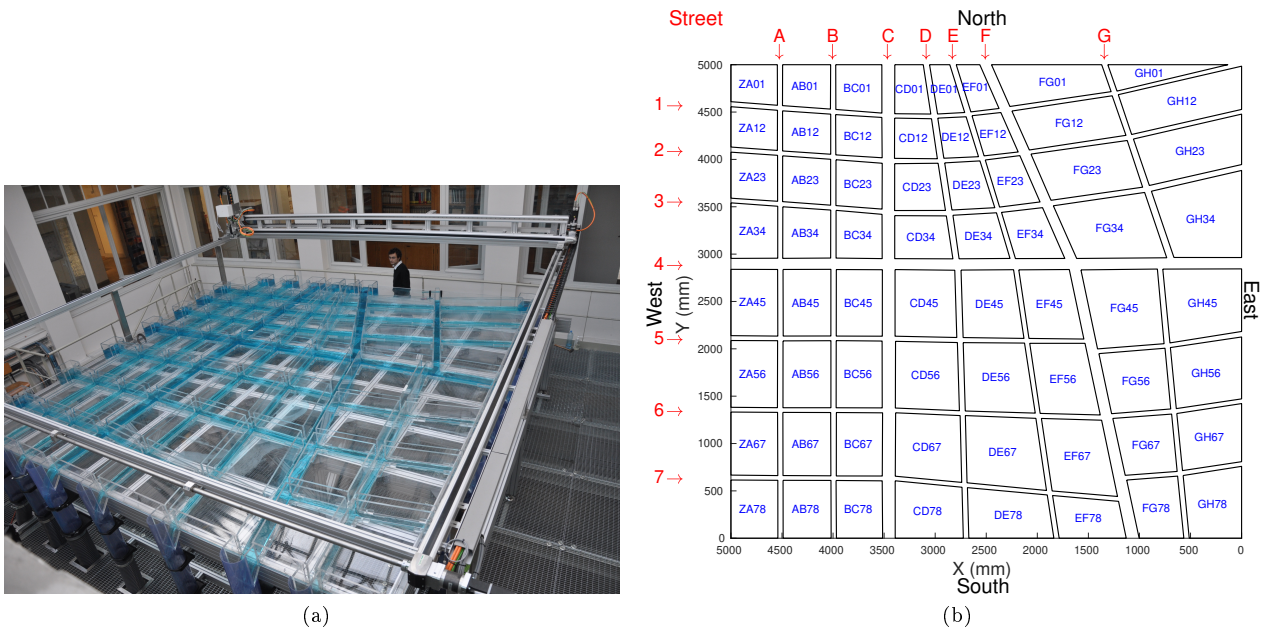 Street
North
A B C D E F G
5000
ZA01 AB01 BC01 CD01 DE01 EF01 FG01 GH01
4500
1
ZA12 AB12 BC12 CD12 DE12 EF12 FG12 GH12
4000
2
ZA23 AB23 BC23 CD23 DE23 EF23 FG23 GH23
3500
3
ZA34 AB34 BC34 CD34 DE34 EF34 FG34 GH34
3000
4
West
Y (mm)
East
ZA45 AB45 BC45 CD45 DE45 EF45 FG45 GH45
2500
5
2000
ZA56 AB56 BC56 CD56 DE56 EF56 FG56 GH56
1500
6
ZA67 AB67 BC67 CD67 DE67 EF67 FG67 GH67
1000
7
500
ZA78 AB78 BC78 CD78 DE78 EF78 FG78 GH78
0
5000 4500 4000 3500 3000 2500 2000 1500 1000 500 0
X (mm)
South
(a)
(b)